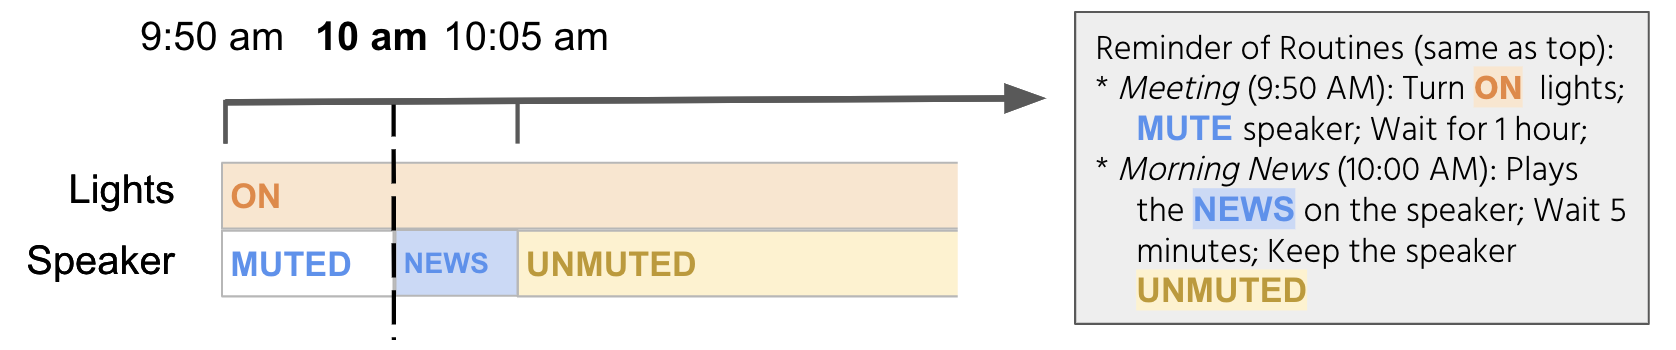 9:50 am 10 am 10:05 am
Lights ON
Speaker MUTED NEWS UNMUTED
Reminder of Routines (same as top):
* Meeting (9:50 AM): Turn ON lights;
MUTE speaker; Wait for 1 hour;
* Morning News (10:00 AM): Plays
the NEWS on the speaker; Wait 5
minutes; Keep the speaker
UNMUTED